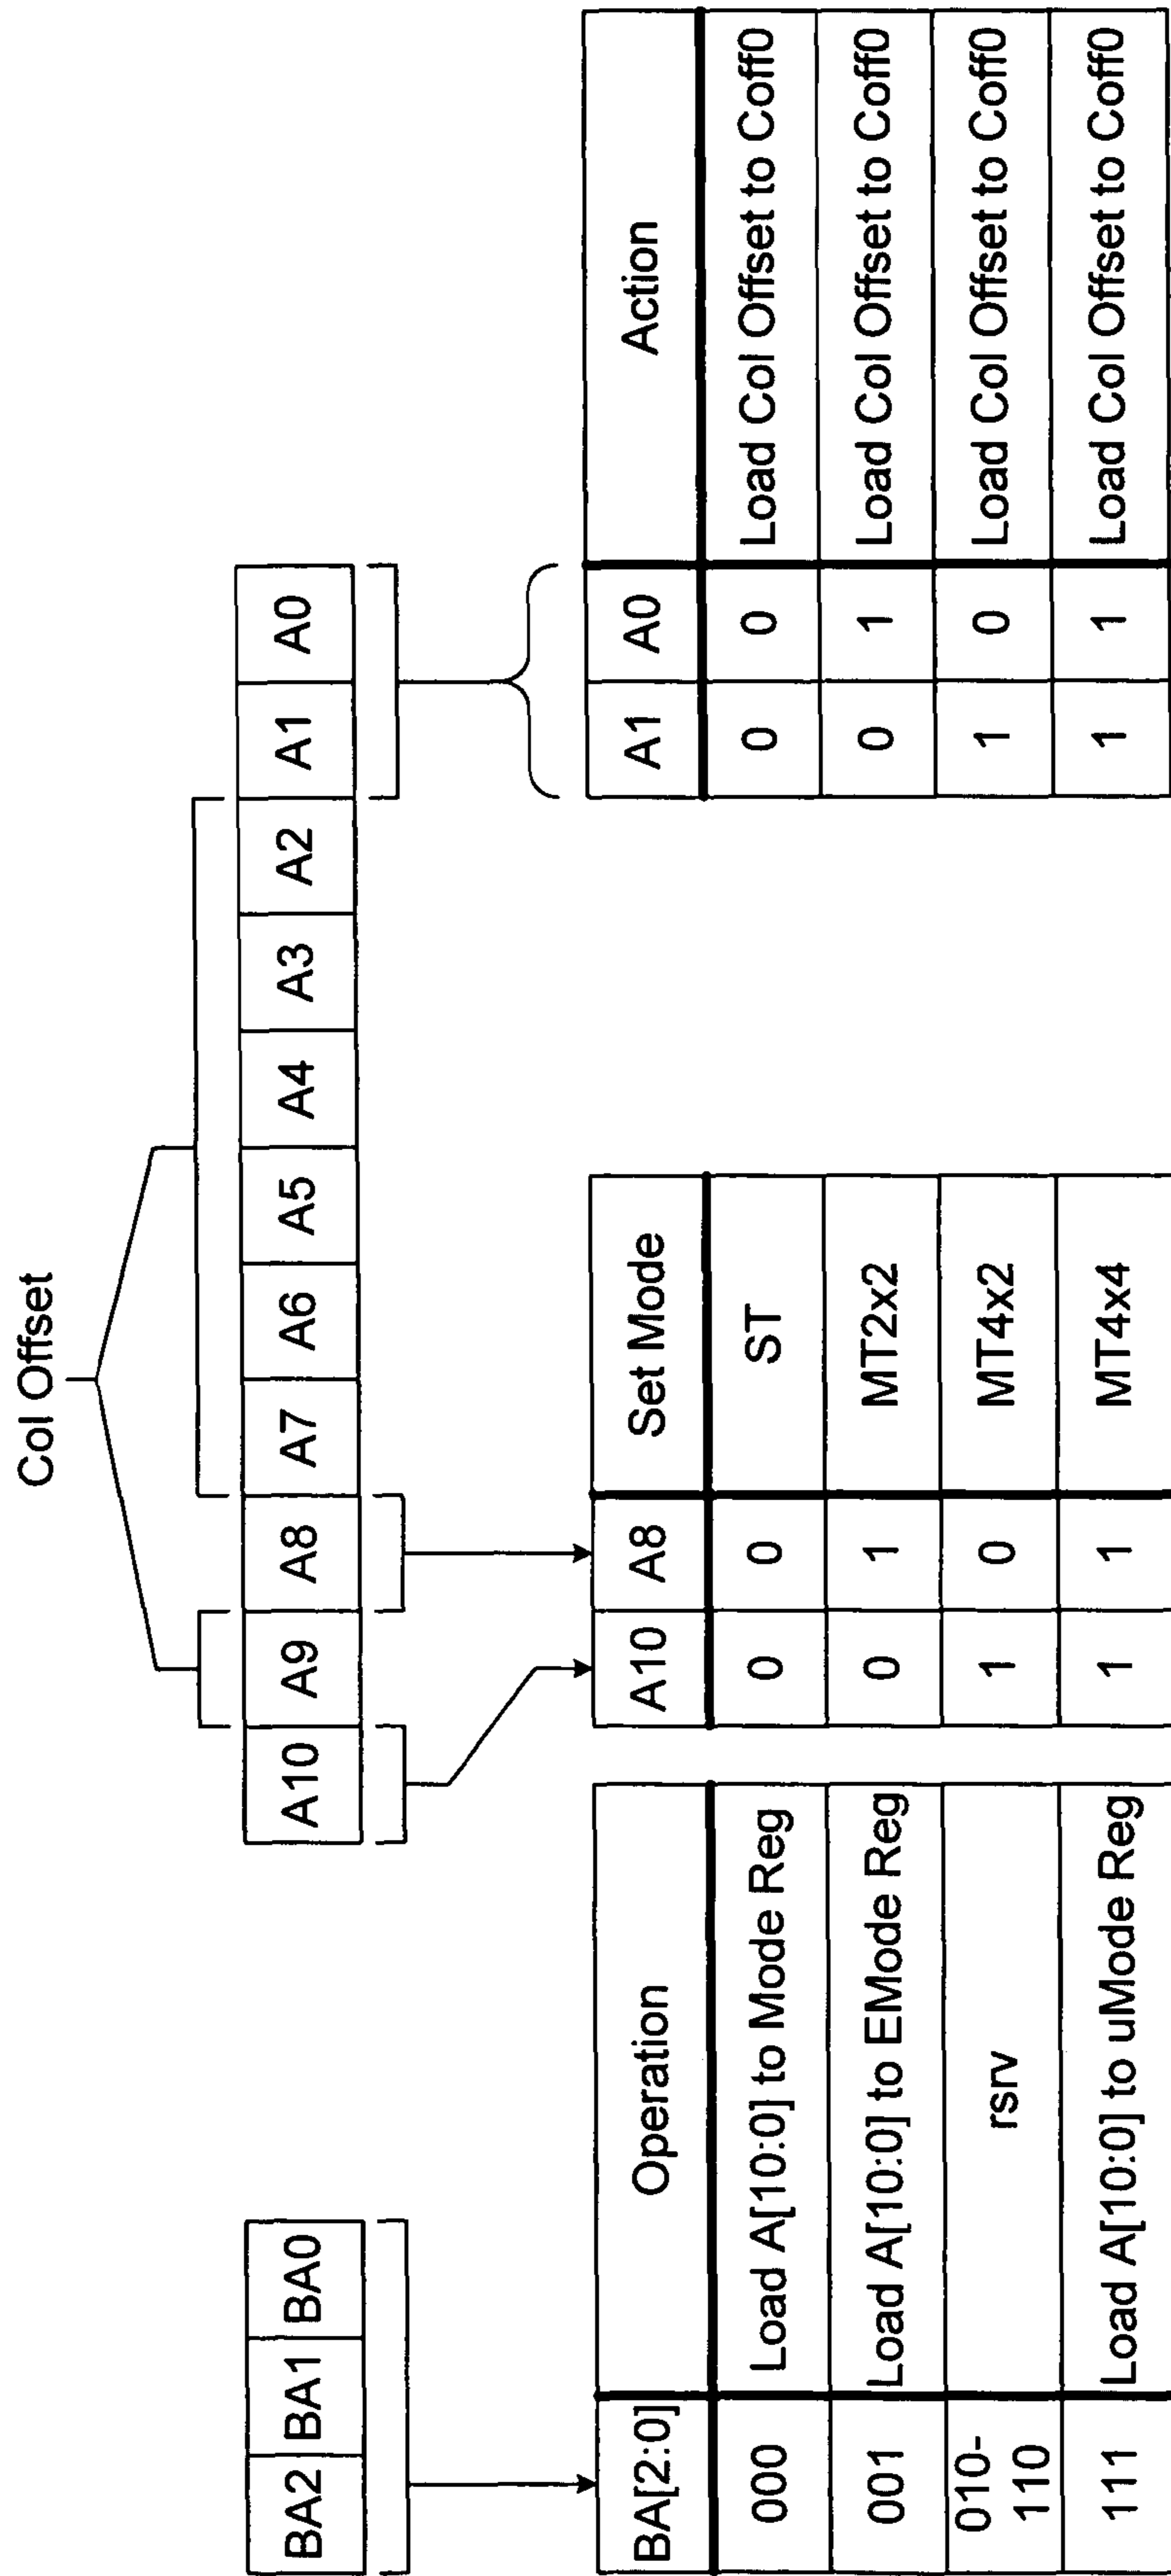 Col Offset
BA2 BA1 BA0
A10 A9 A8 A7 A6 A5 A4 A3 A2 A1 A0
BA[2:0] Operation
000 Load A[10:0] to Mode Reg
001 Load A[10:0] to EMode Reg
010-
110 rsrv
111 Load A[10:0] to uMode Reg
A10 A8 Set Mode
0 0 ST
0 1 MT2x2
1 0 MT4x2
1 1 MT4x4
A1 A0 Action
0 0 Load Col Offset to Coff0
0 1 Load Col Offset to Coff0
1 0 Load Col Offset to Coff0
1 1 Load Col Offset to Coff0